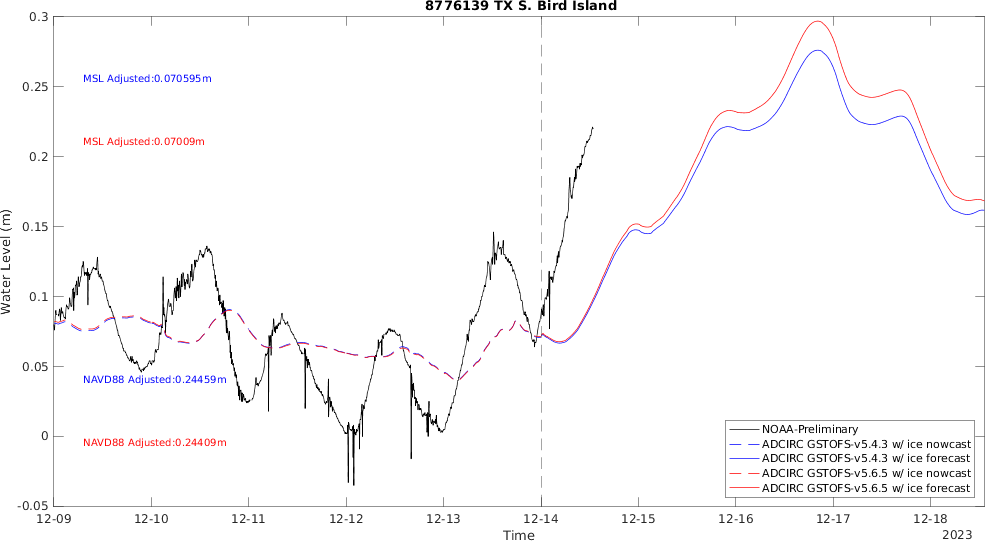 8776139 TX S. Bird Island
0.3
0.25
0.2
0.15
0.1
0.05
0
-0.05
Water Level (m)
MSL Adjusted:0.070595m
MSL Adjusted:0.07009m
NAVD88 Adjusted:0.24459m
NAVD88 Adjusted:0.24409m
NOAA-Preliminary
ADCIRC GSTOFS-v5.4.3 w/ ice nowcast
ADCIRC GSTOFS-v5.4.3 w/ ice forecast
ADCIRC GSTOFS-v5.6.5 w/ ice nowcast
ADCIRC GSTOFS-v5.6.5 w/ ice forecast
12-09 12-10 12-11 12-12 12-13 12-14 12-15 12-16 12-17 12-18
Time
2023